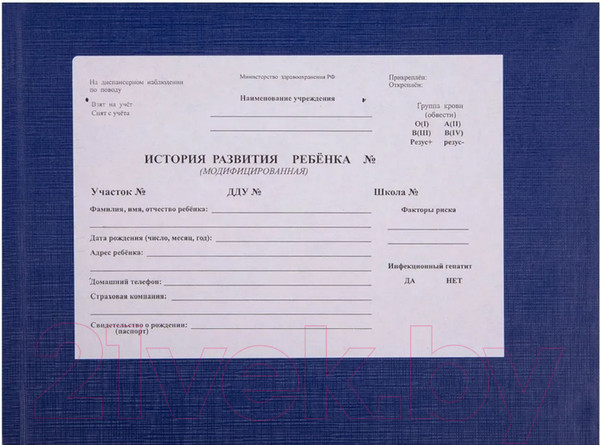 На диспансерном наблюдении
по поводу
Взят на учёт
Снят с учёта
Министерство здравоохранения РФ
Наименование учреждения
Прикреплён:
Откреплён:
Группа крови
(обвести)
O(I) A(II)
B(III) B(IV)
Резус+ резус-
ИСТОРИЯ РАЗВИТИЯ РЕБЁНКА №
(МОДИФИЦИРОВАННАЯ)
Участок № ДДУ № Школа №
Фамилия, имя, отчество ребёнка:
Дата рождения (число, месяц, год):
Адрес ребёнка:
Домашний телефон:
Страховая компания:
Свидетельство о рождении:
(паспорт)
Факторы риска
Инфекционный гепатит
ДА НЕТ
21vek.by